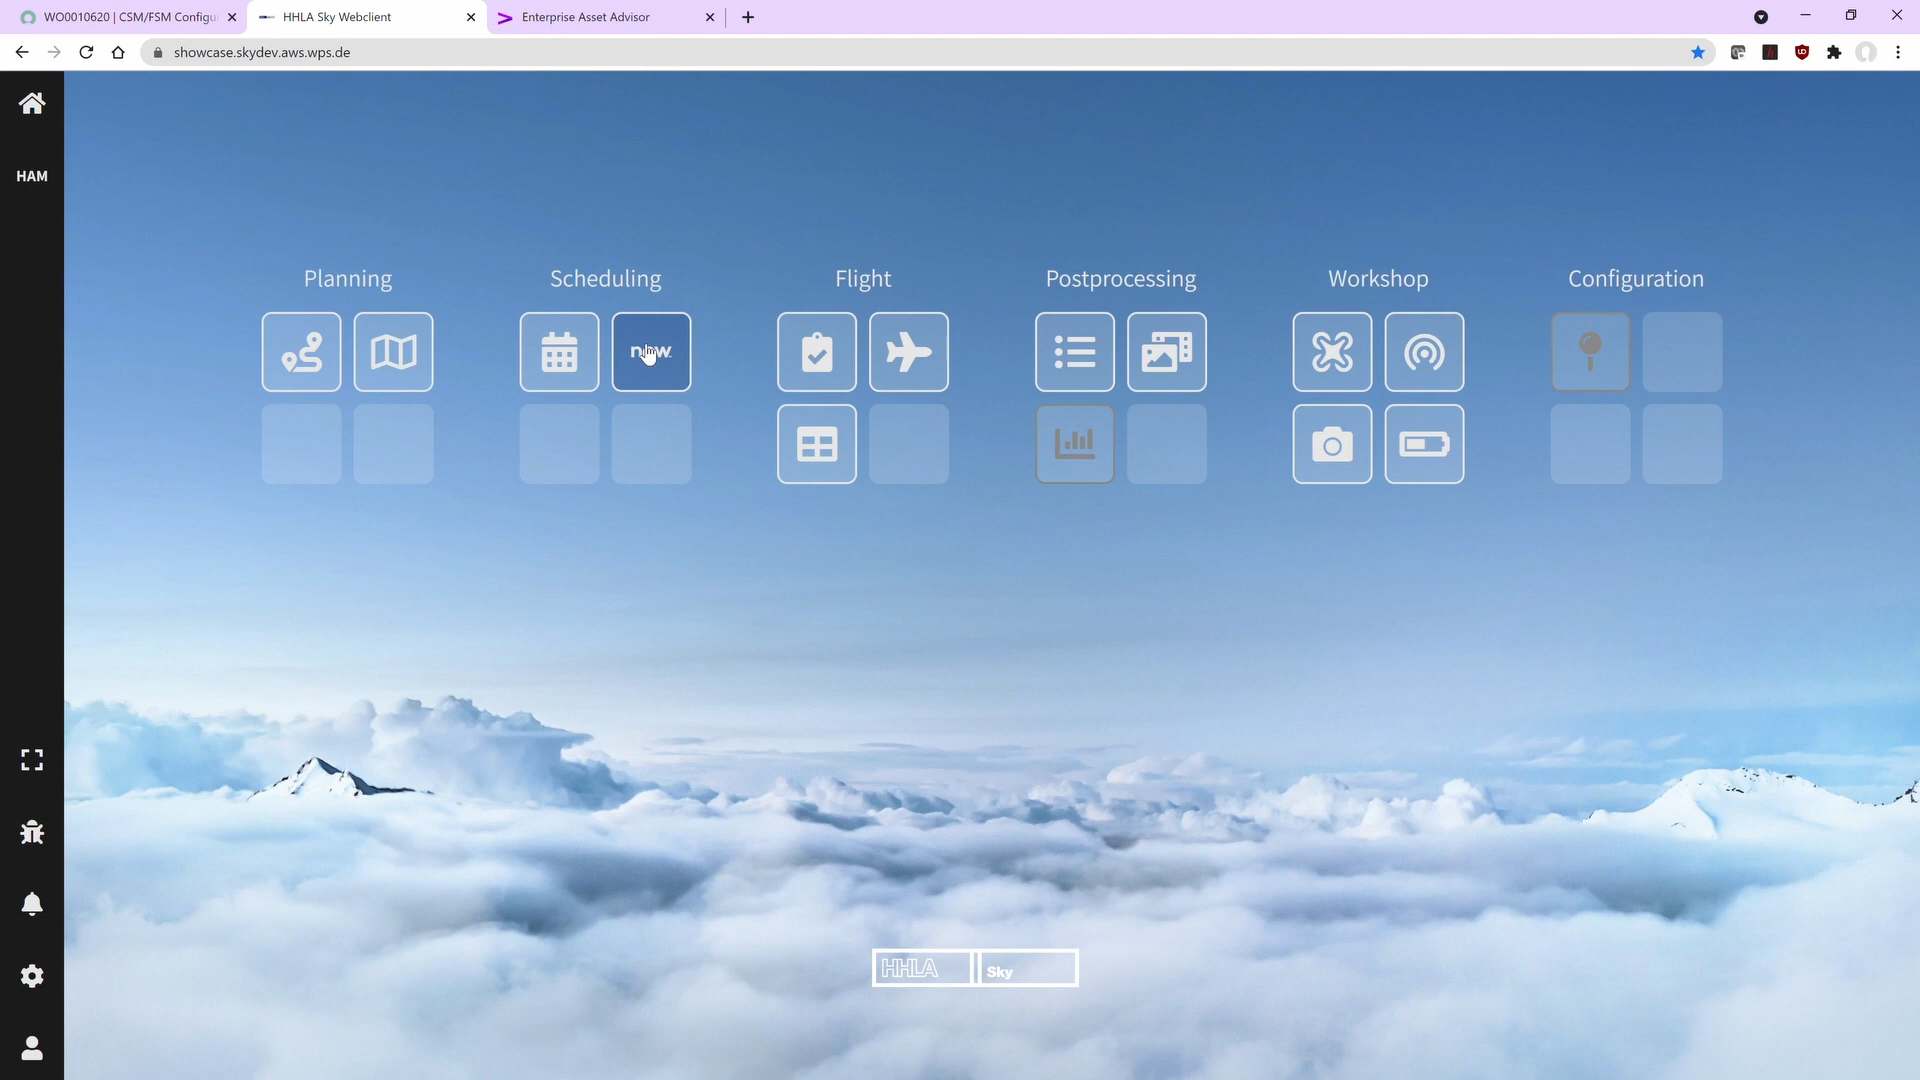 WO0010620 | CSM/FSM Configu
HHLA Sky Webclient
Enterprise Asset Advisor
showcase.skydev.aws.wps.de
HAM
Planning
Scheduling
Flight
Postprocessing
Workshop
Configuration
now.
HHLA
Sky